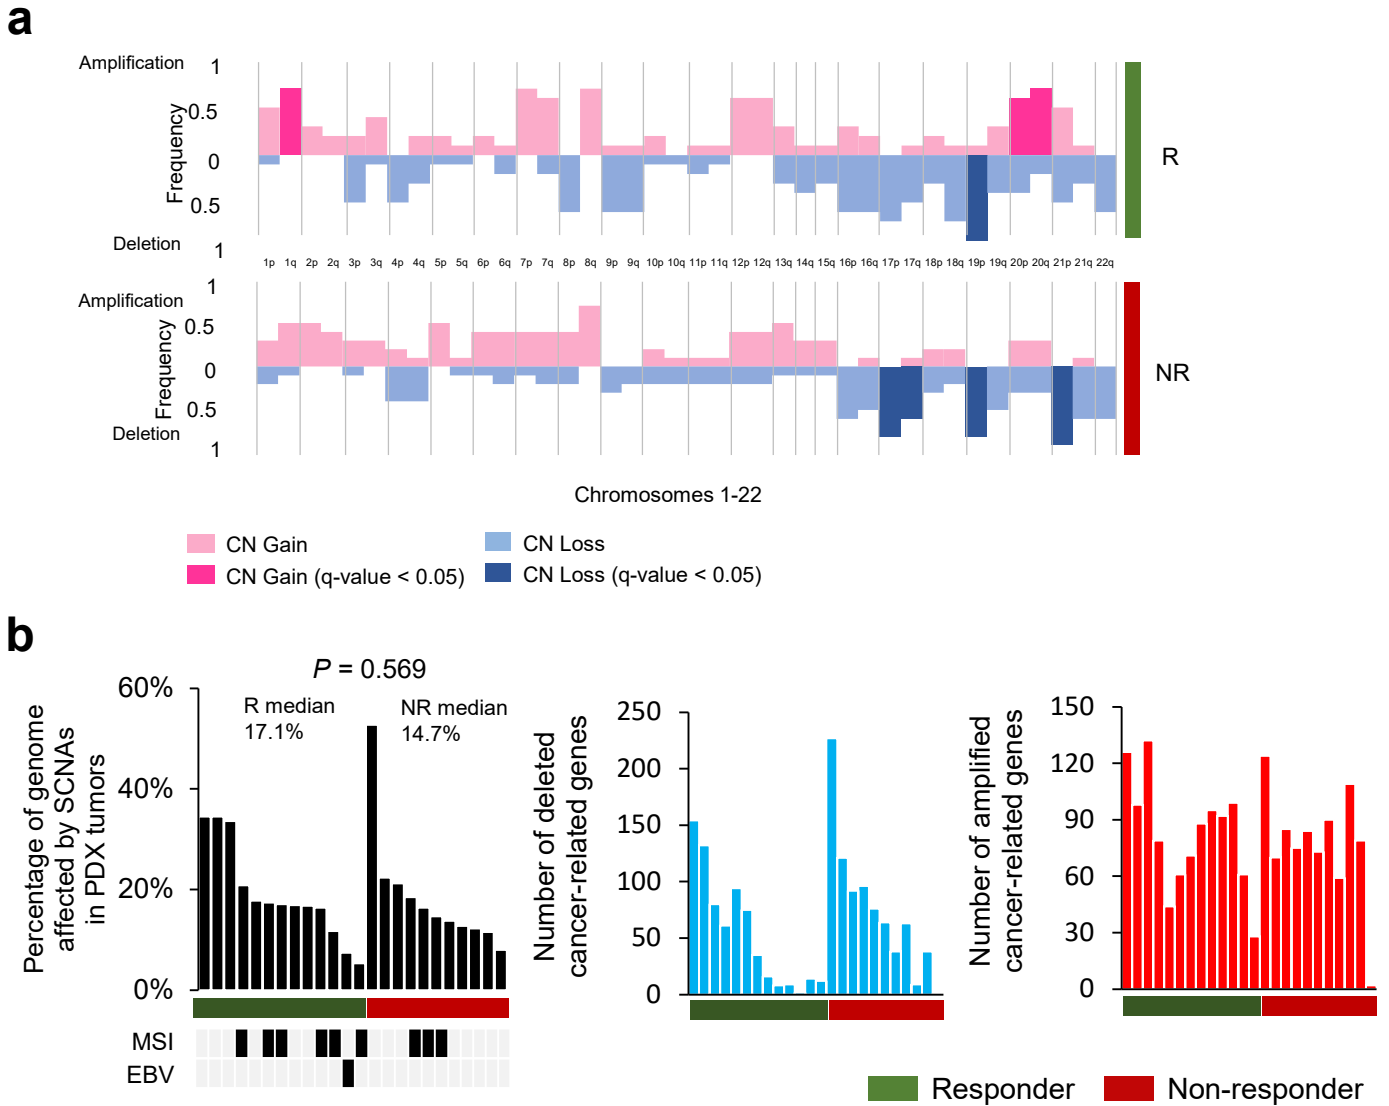 a
Amplification
1
0.5
0
0.5
1
Frequency
Deletion
R
1p 1q 2p 2q 3p 3q 4p 4q 5p 5q 6p 6q 7p 7q 8p 8q 9p 9q 10p 10q 11p 11q 12p 12q 13q 14q 15q 16p 16q 17p 17q 18p 18q 19p 19q 20p 20q 21p 21q 22q
Amplification
1
0.5
0
0.5
1
Frequency
Deletion
NR
Chromosomes 1-22
CN Gain
CN Loss
CN Gain (q-value < 0.05)
CN Loss (q-value < 0.05)
b
P = 0.569
R median
17.1%
NR median
14.7%
Percentage of genome
affected by SCNAs
in PDX tumors
60%
40%
20%
0%
MSI
EBV
Number of deleted
cancer-related genes
250
200
150
100
50
0
Number of amplified
cancer-related genes
150
120
90
60
30
0
Responder
Non-responder